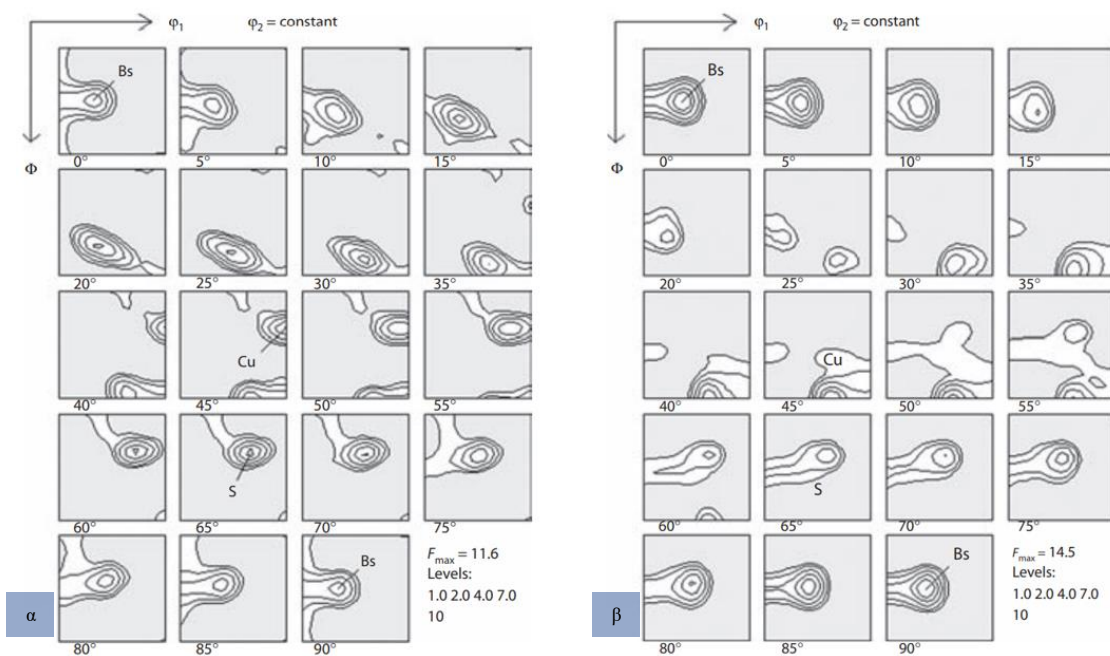 φ1 φ2 = constant
Φ
Bs
0° 5° 10° 15°
20° 25° 30° 35°
Cu
40° 45° 50° 55°
S
60° 65° 70° 75°
Bs
Fmax = 11.6
Levels:
1.0 2.0 4.0 7.0
10
80° 85° 90°
α
φ1 φ2 = constant
Φ
Bs
0° 5° 10° 15°
20° 25° 30° 35°
Cu
40° 45° 50° 55°
S
60° 65° 70° 75°
Bs
Fmax = 14.5
Levels:
1.0 2.0 4.0 7.0
10
80° 85° 90°
β